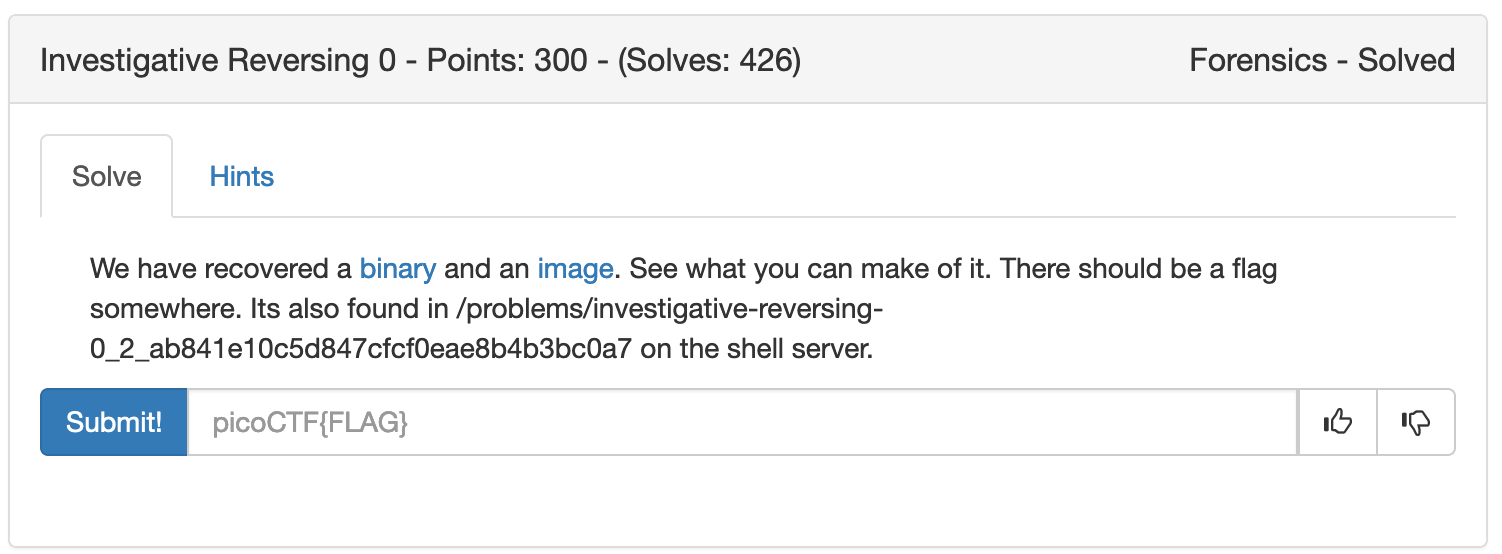 Investigative Reversing 0 - Points: 300 - (Solves: 426)
Forensics - Solved
Solve
Hints
We have recovered a binary and an image. See what you can make of it. There should be a flag
somewhere. Its also found in /problems/investigative-reversing-
0_2_ab841e10c5d847cfcf0eae8b4b3bc0a7 on the shell server.
Submit!
picoCTF{FLAG}